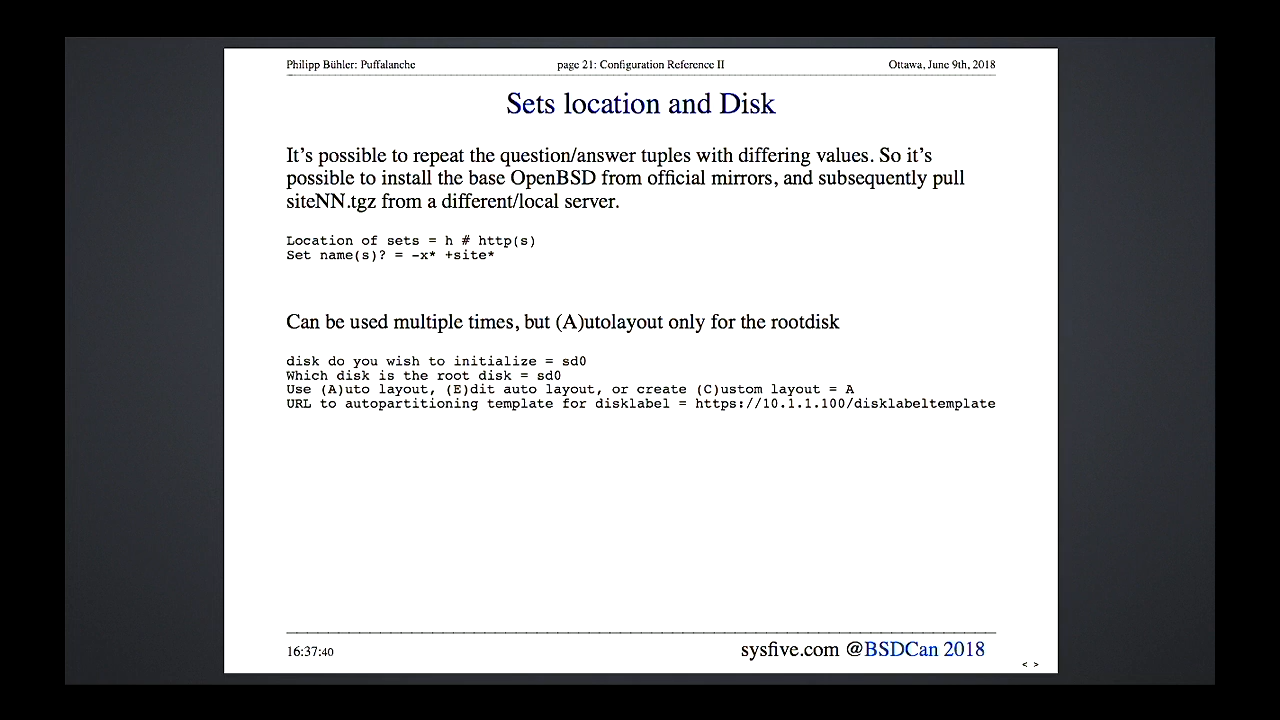 Philipp Bühler: Puffalanche page 21: Configuration Reference II Ottawa, June 9th, 2018
Sets location and Disk
It's possible to repeat the question/answer tuples with differing values. So it's
possible to install the base OpenBSD from official mirrors, and subsequently pull
siteNN.tgz from a different/local server.
Location of sets = h # http(s)
Set name(s)? = -x* +site*
Can be used multiple times, but (A)utolayout only for the rootdisk
disk do you wish to initialize = sd0
Which disk is the root disk = sd0
Use (A)uto layout, (E)dit auto layout, or create (C)ustom layout = A
URL to autopartitioning template for disklabel = https://10.1.1.100/disklabeltemplate
16:37:40 sysfive.com @BSDCan 2018
< >